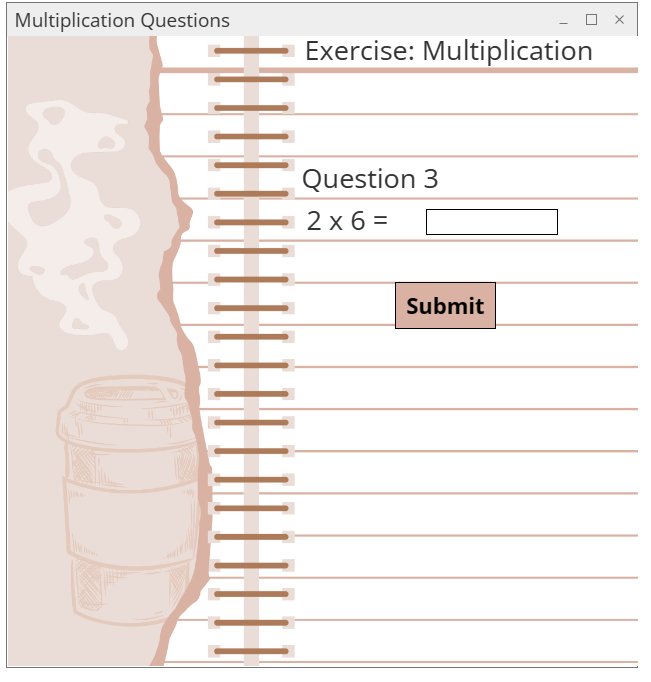 Multiplication Questions
Exercise: Multiplication
Question 3
2 x 6 =
Submit